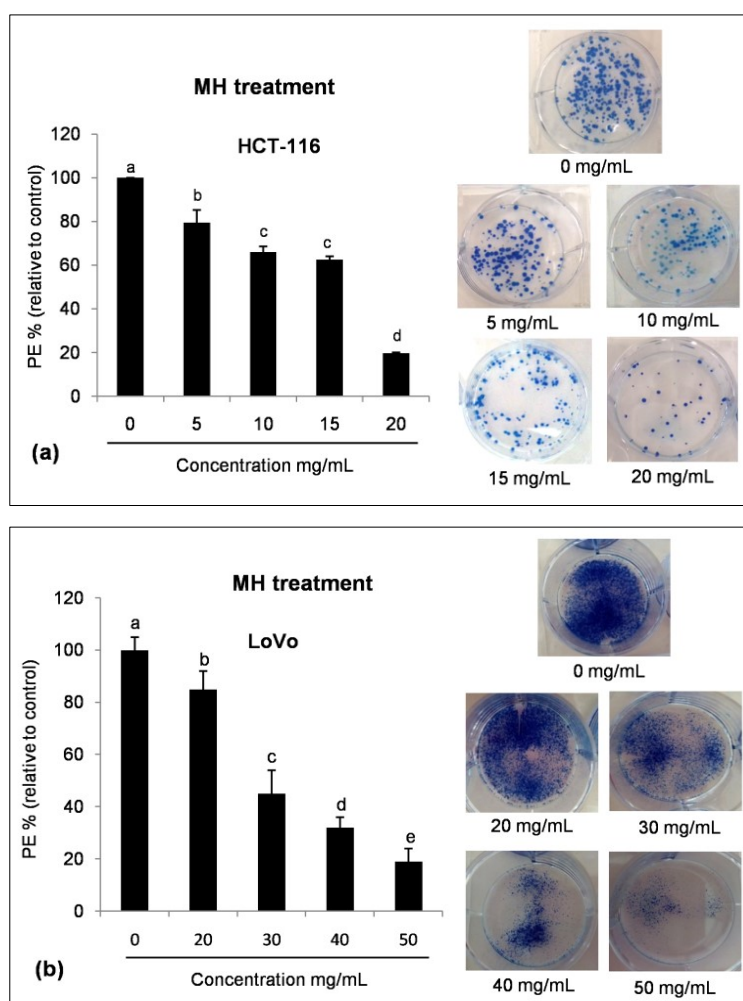 MH treatment
HCT-116
120
100
80
60
40
20
0
PE % (relative to control)
a
b
c
c
d
0 5 10 15 20
Concentration mg/mL
(a)
0 mg/mL
5 mg/mL
10 mg/mL
15 mg/mL
20 mg/mL
MH treatment
LoVo
120
100
80
60
40
20
0
PE % (relative to control)
a
b
c
d
e
0 20 30 40 50
Concentration mg/mL
(b)
0 mg/mL
20 mg/mL
30 mg/mL
40 mg/mL
50 mg/mL